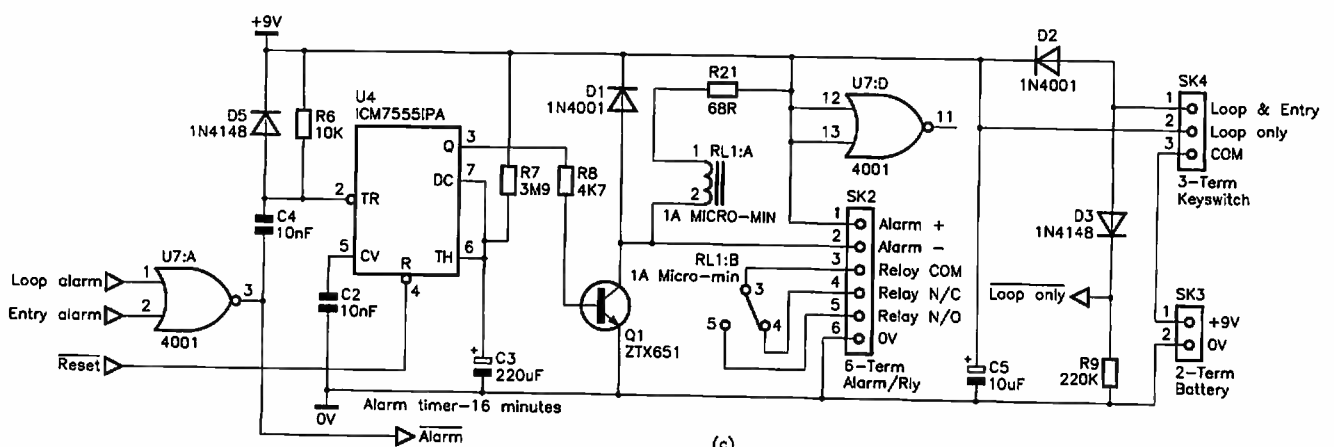 +9V
D5
1N4148
R6
10K
U4
ICM7555IPA
2
TR
3
Q
7
DC
5
CV
6
TH
R
4
C4
10nF
C2
10nF
R7
3M9
R8
4K7
D1
1N4001
R21
68R
1
RL1:A
2
1A MICRO-MIN
U7:D
12
13
11
4001
D2
1N4001
SK4
1 Loop & Entry
2 Loop only
3 COM
3-Term
Keyswitch
D3
1N4148
Loop only
SK3
1 +9V
2 0V
2-Term
Battery
R9
220K
C5
10uF
SK2
1 Alarm +
2 Alarm -
3 Relay COM
4 Relay N/C
5 Relay N/O
6 0V
6-Term
Alarm/Rly
RL1:B
1A Micro-min
3
5
4
Q1
ZTX651
C3
220uF
U7:A
Loop alarm 1
Entry alarm 2
3
4001
Reset
0V
Alarm timer-16 minutes
Alarm
(c)